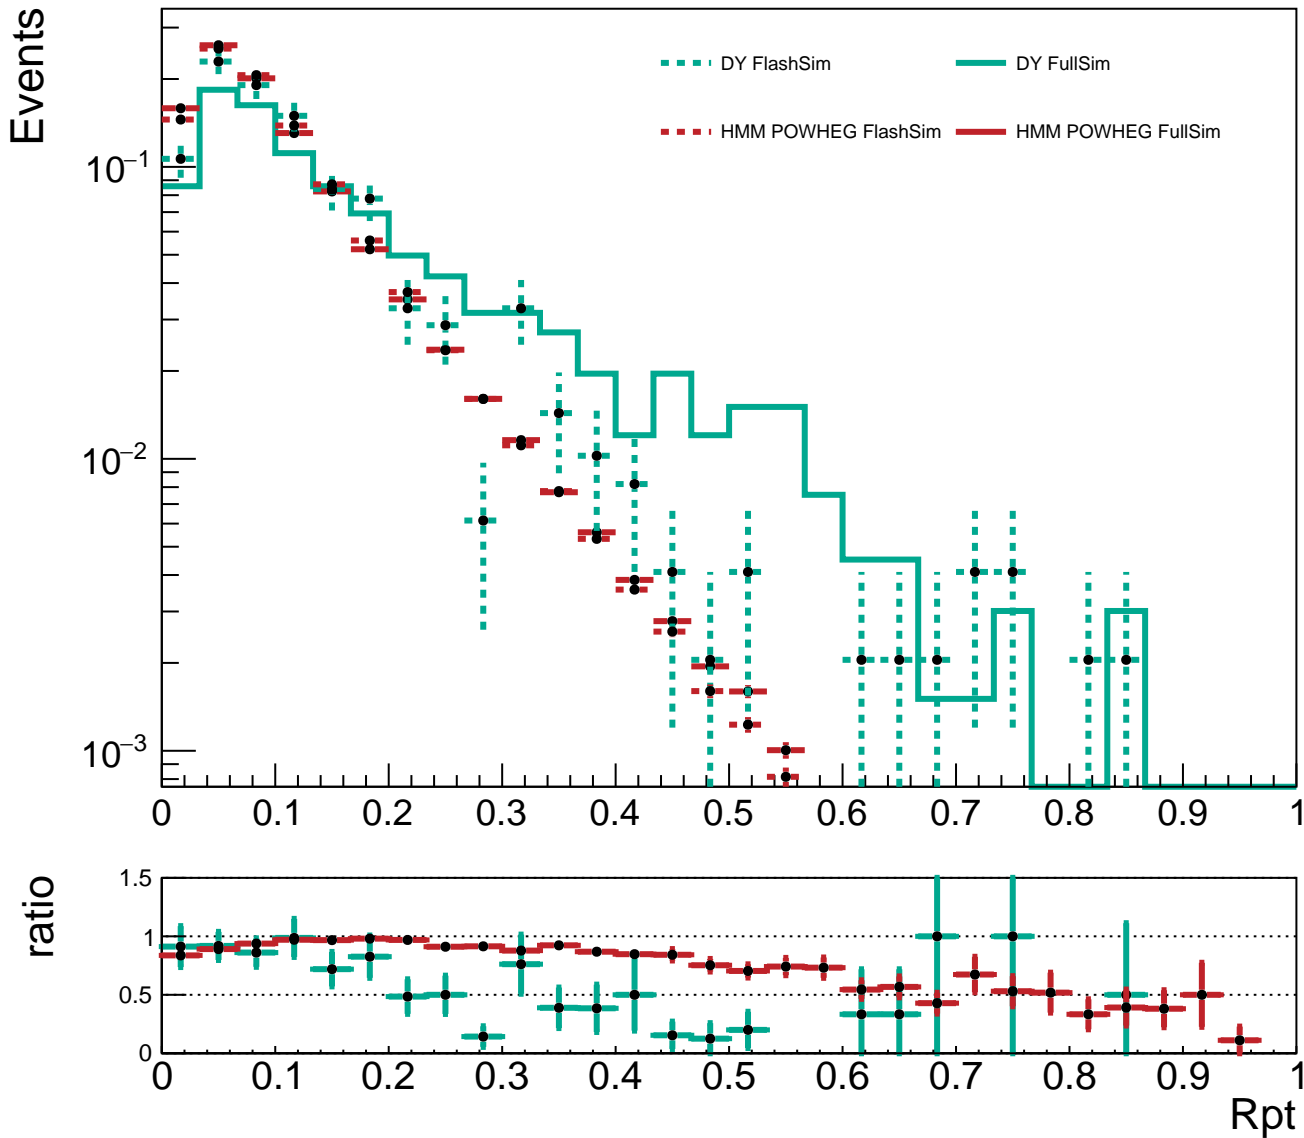 Events
DY FlashSim
DY FullSim
HMM POWHEG FlashSim
HMM POWHEG FullSim
10⁻¹
10⁻²
10⁻³
0 0.1 0.2 0.3 0.4 0.5 0.6 0.7 0.8 0.9 1
ratio
1.5
1
0.5
0
0 0.1 0.2 0.3 0.4 0.5 0.6 0.7 0.8 0.9 1
Rpt